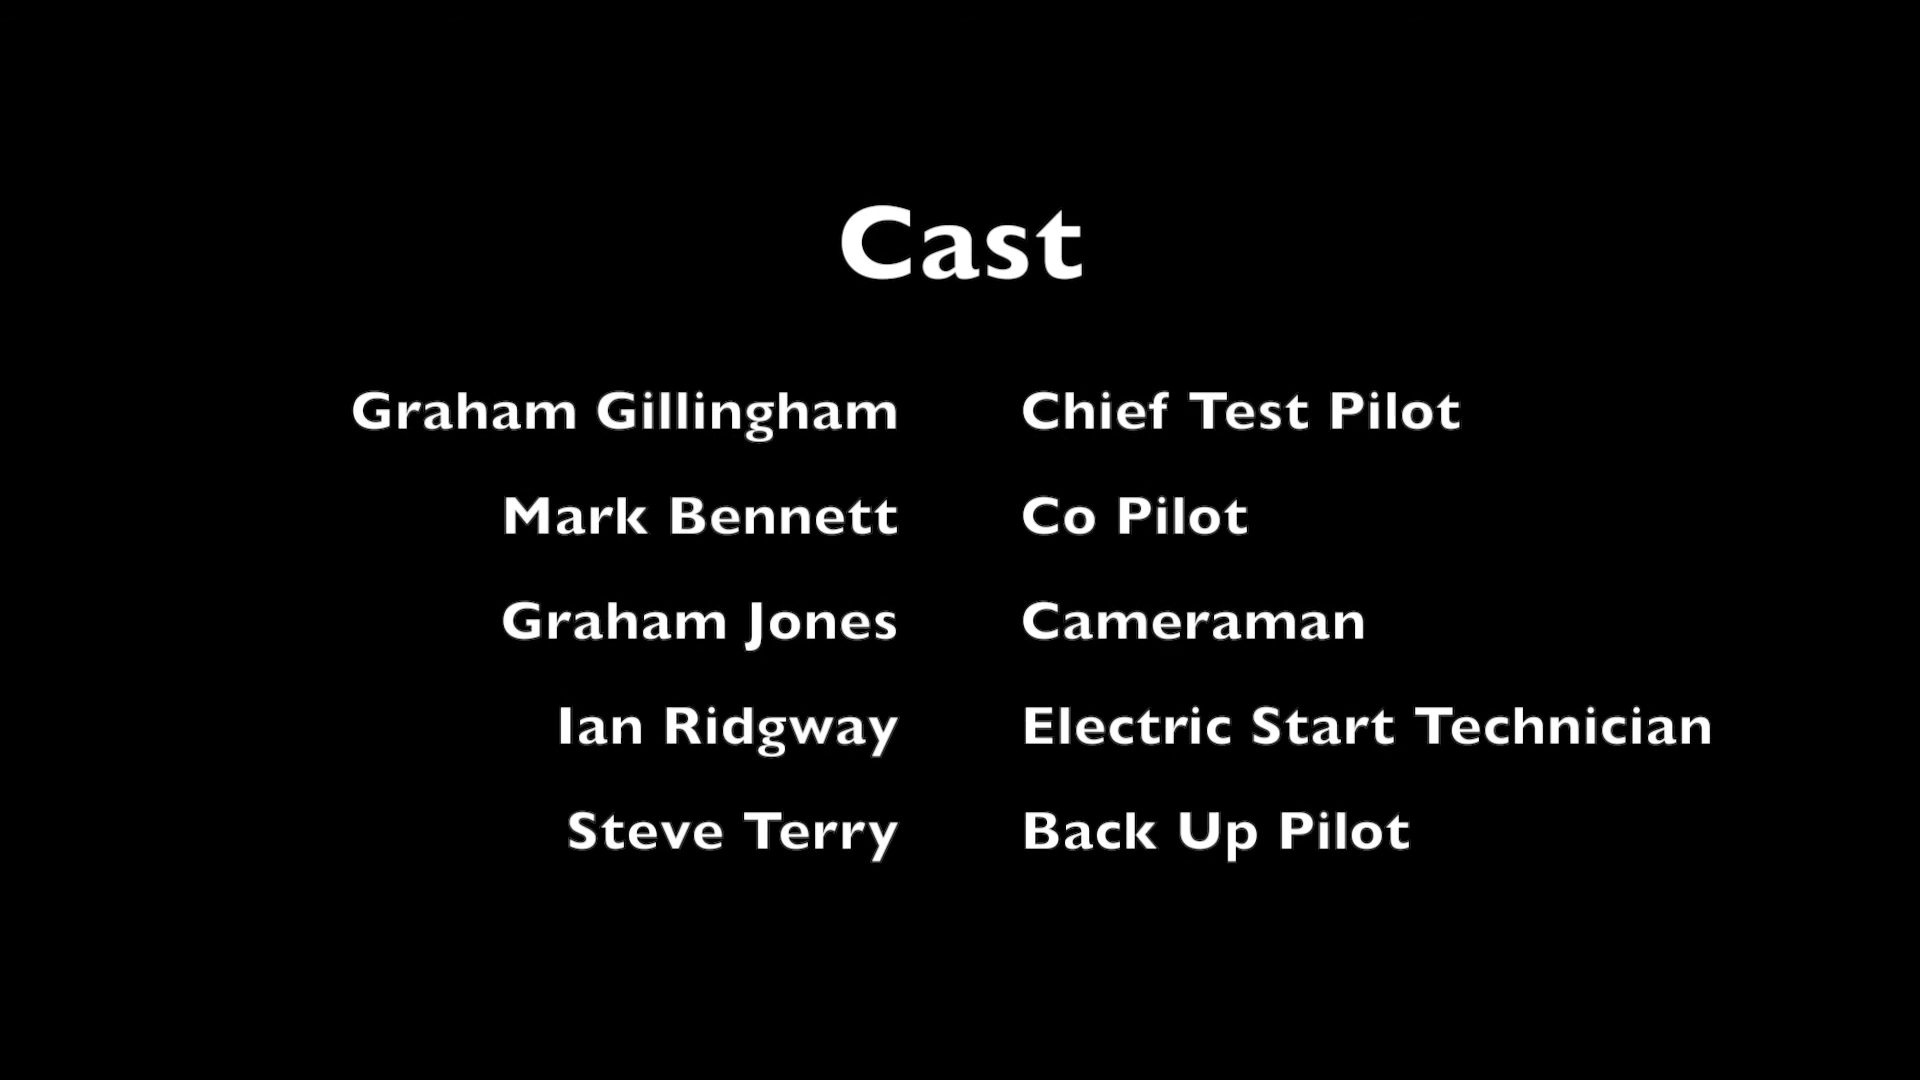 Cast
Graham Gillingham Chief Test Pilot
Mark Bennett Co Pilot
Graham Jones Cameraman
Ian Ridgway Electric Start Technician
Steve Terry Back Up Pilot